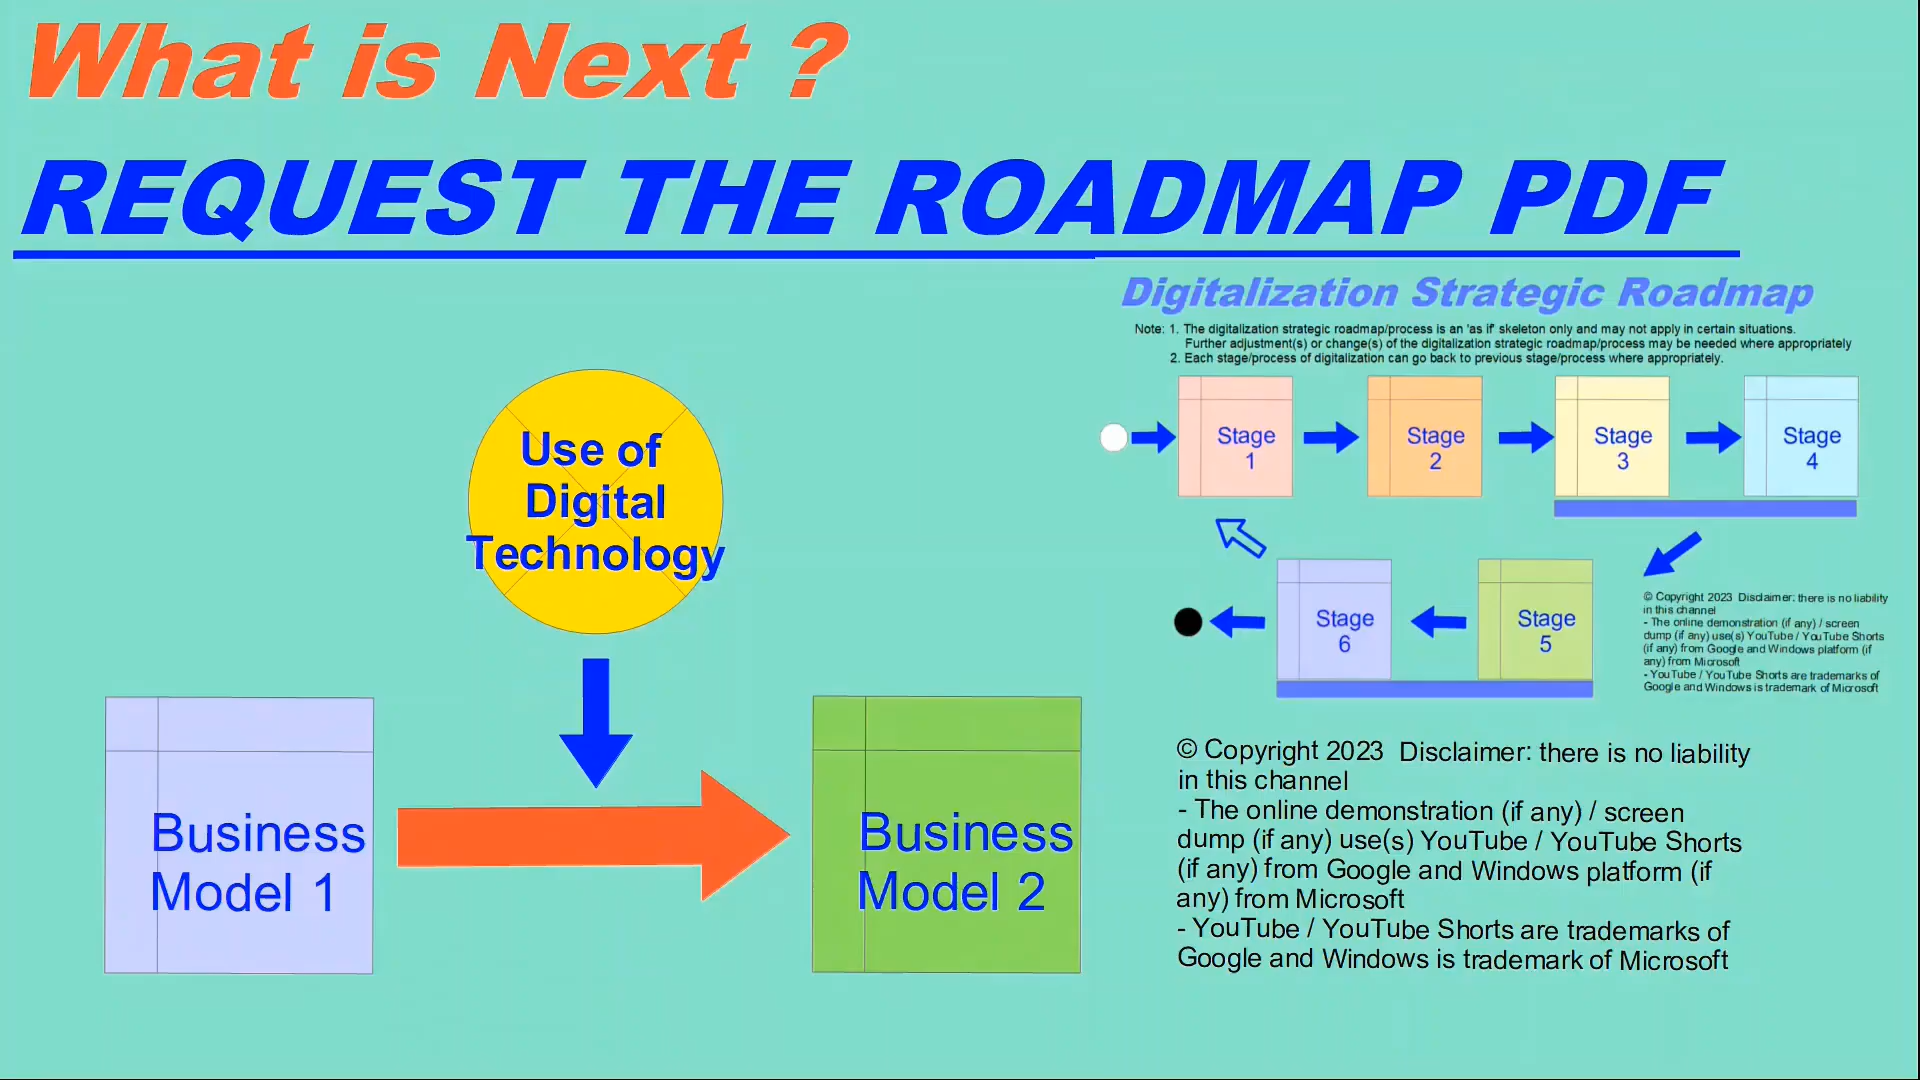 What is Next ?
REQUEST THE ROADMAP PDF
Digitalization Strategic Roadmap
Note: 1. The digitalization strategic roadmap/process is an 'as if' skeleton only and may not apply in certain situations.
Further adjustment(s) or change(s) of the digitalization strategic roadmap/process may be needed where appropriately
2. Each stage/process of digitalization can go back to previous stage/process where appropriately.
Stage
1
Stage
2
Stage
3
Stage
4
Stage
6
Stage
5
© Copyright 2023 Disclaimer: there is no liability
in this channel
- The online demonstration (if any) / screen
dump (if any) use(s) YouTube / YouTube Shorts
(if any) from Google and Windows platform (if
any) from Microsoft
- YouTube / YouTube Shorts are trademarks of
Google and Windows is trademark of Microsoft
Use of
Digital
Technology
Business
Model 1
Business
Model 2
© Copyright 2023 Disclaimer: there is no liability
in this channel
- The online demonstration (if any) / screen
dump (if any) use(s) YouTube / YouTube Shorts
(if any) from Google and Windows platform (if
any) from Microsoft
- YouTube / YouTube Shorts are trademarks of
Google and Windows is trademark of Microsoft